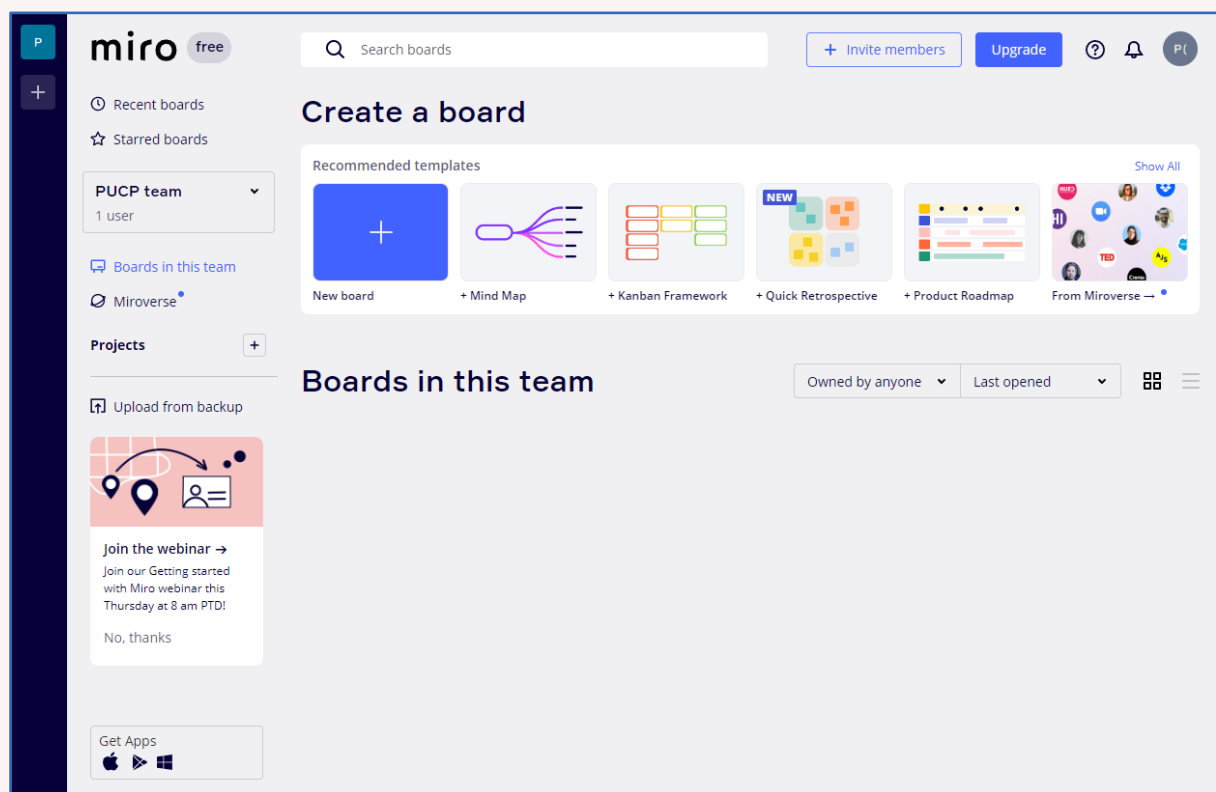 P
miro free
Search boards
+ Invite members
Upgrade
P(
Recent boards
Starred boards
PUCP team
1 user
Boards in this team
Miroverse
Projects
Upload from backup
Join the webinar →
Join our Getting started
with Miro webinar this
Thursday at 8 am PTD!
No, thanks
Get Apps
Create a board
Recommended templates
Show All
NEW
TED
New board
+ Mind Map
+ Kanban Framework
+ Quick Retrospective
+ Product Roadmap
From Miroverse →
Boards in this team
Owned by anyone
Last opened